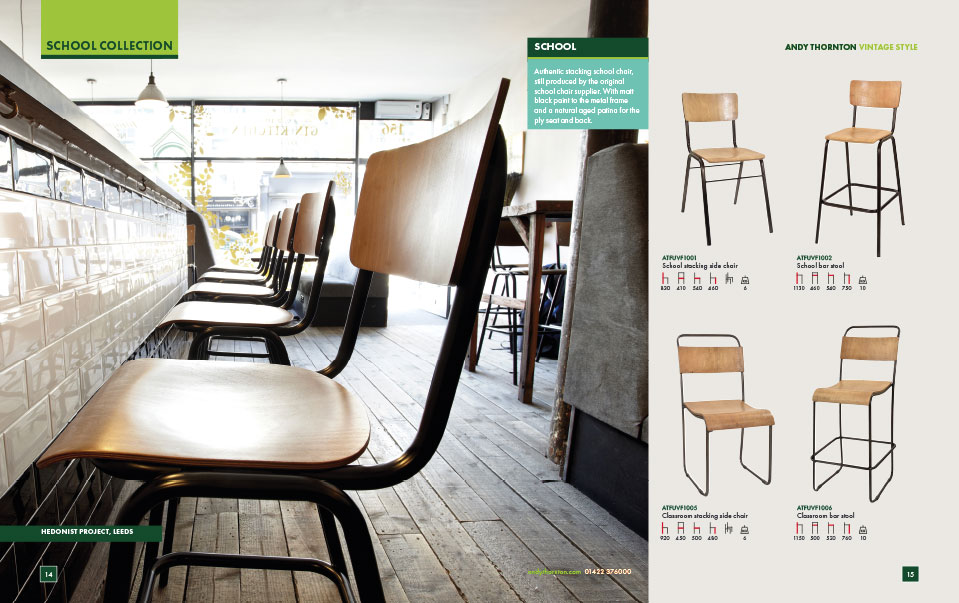 SCHOOL COLLECTION
SCHOOL
Authentic stacking school chair,
still produced by the original
school chair supplier. With matt
black paint to the metal frame
and a natural aged patina for the
ply seat and back.
GIN KITCHEN
156
HEDONIST PROJECT, LEEDS
14
andythornton.com 01422 376000
ANDY THORNTON VINTAGE STYLE
ATFUVF1001
School stacking side chair
830 410 540 460 6
ATFUVF1002
School bar stool
1130 460 560 750 10
ATFUVF1005
Classroom stacking side chair
920 450 500 480 6
ATFUVF1006
Classroom bar stool
1150 500 520 760 10
15